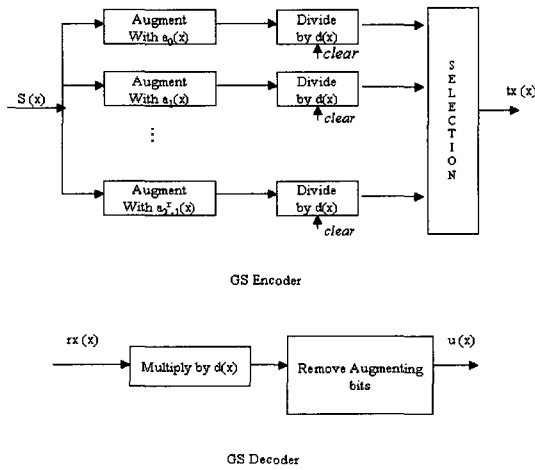 Augment
With a₀(x)
Divide
by d(x)
clear
S(x)
Augment
With a₁(x)
Divide
by d(x)
clear
⋮
Augment
With a₂ʳ₋₁(x)
Divide
by d(x)
clear
SELECTION
tx(x)
GS Encoder
rx(x)
Multiply by d(x)
Remove Augmenting
bits
u(x)
GS Decoder